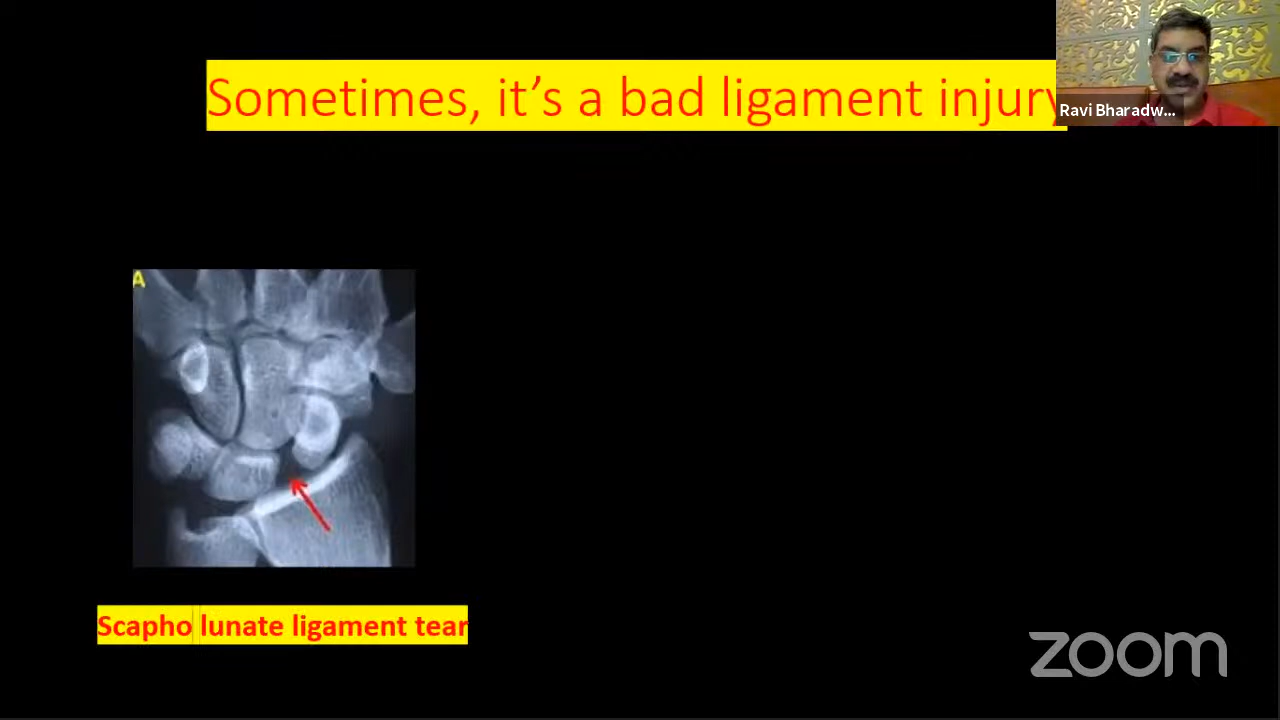 Sometimes, it's a bad ligament injury
Ravi Bharadw...
A
Scapho lunate ligament tear
zoom